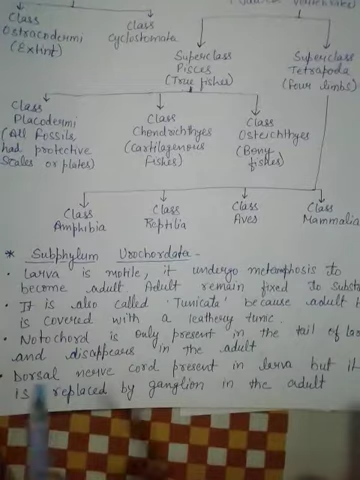 Class
Ostracodermi
(Extint)
Class
Cyclostomata
Superclass
Pisces
(True fishes)
Superclass
Tetrapoda
(Four limbs)
Class
Placodermi
(All Fossils
had protective
scales or plates)
Class
Chondrichthyes
(Cartilagenous
fishes)
Class
Osteichthyes
(Bony
fishes)
Class
Amphibia
Class
Reptilia
Class
Aves
Class
Mammalia
* Subphylum Urochordata -
• Larva is motile, it undergo metemphosis to
become adult. Adult remain fixed to
• It is also called 'Tunicata' because adult
is covered with a leathery tunic.
• Notochord is only present in the tail of
and disappears in the adult
• Dorsal nerve cord present in larva but it
is replaced by ganglion in the adult